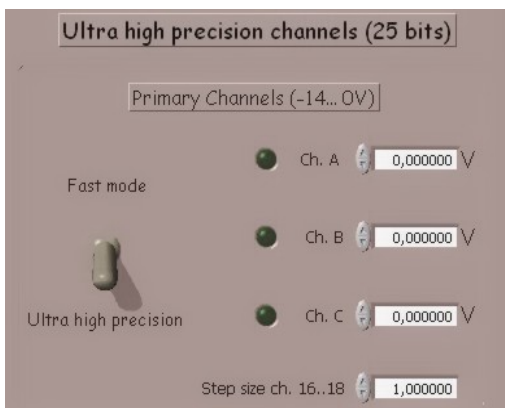 Ultra high precision channels (25 bits)
Primary Channels (-14... 0V)
Ch. A 0,000000 V
Fast mode
Ch. B 0,000000 V
Ultra high precision
Ch. C 0,000000 V
Step size ch. 16..18 1,000000